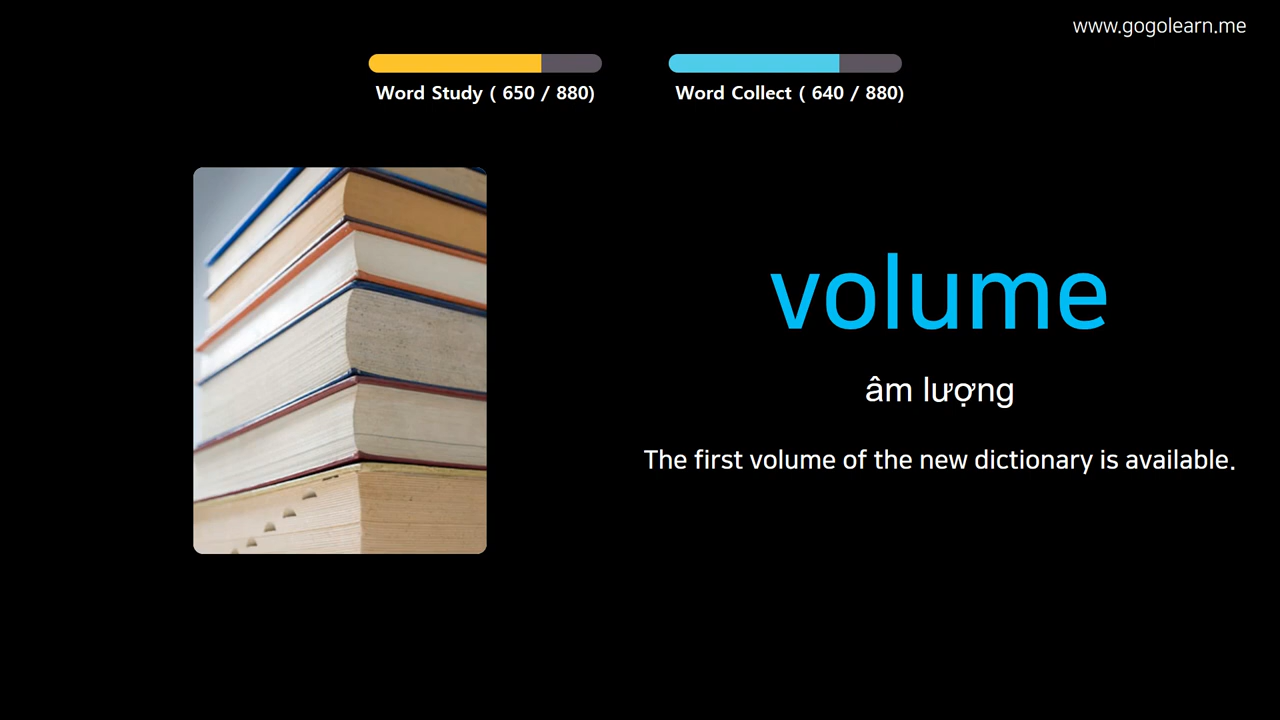 www.gogolearn.me
Word Study ( 650 / 880)
Word Collect ( 640 / 880)
volume
âm lượng
The first volume of the new dictionary is available.